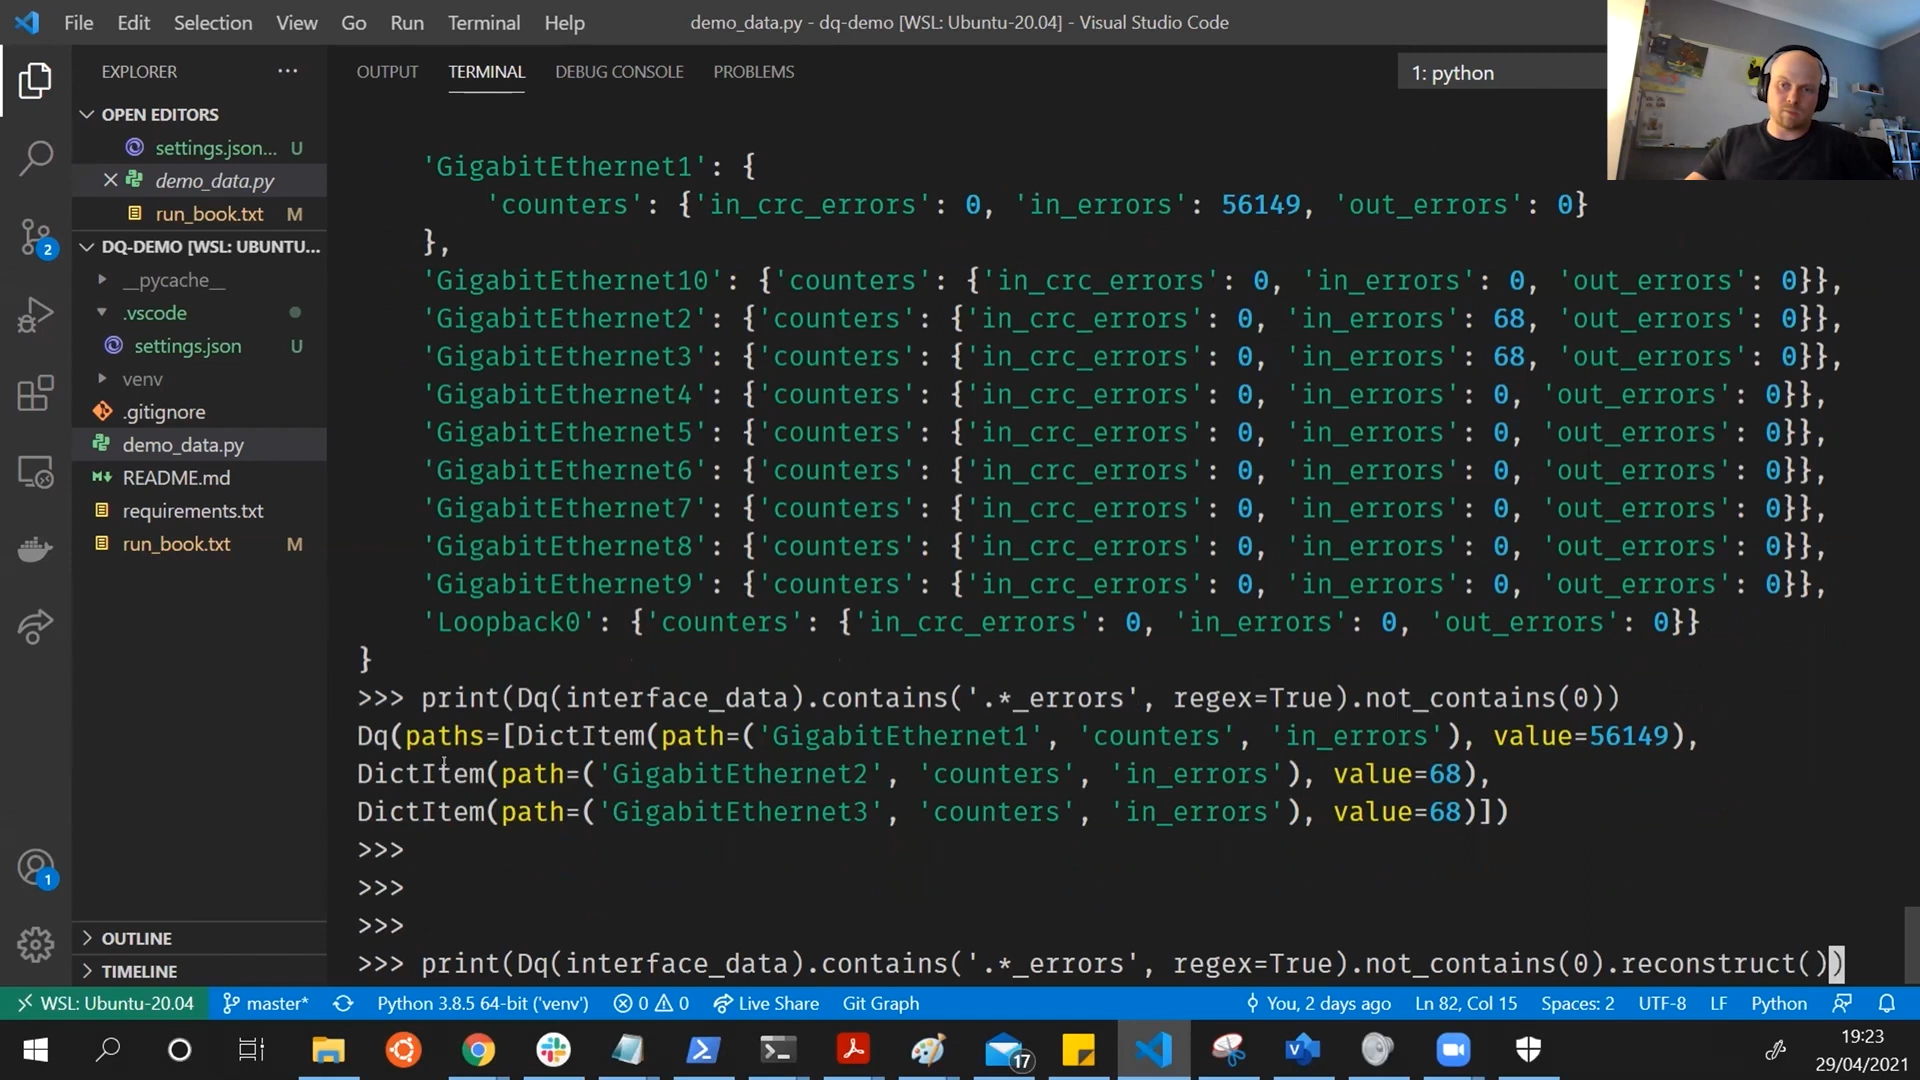 File Edit Selection View Go Run Terminal Help
demo_data.py - dq-demo [WSL: Ubuntu-20.04] - Visual Studio Code
EXPLORER
OPEN EDITORS
settings.json... U
demo_data.py
run_book.txt M
DQ-DEMO [WSL: UBUNTU...
__pycache__
.vscode
settings.json U
venv
.gitignore
demo_data.py
README.md
requirements.txt
run_book.txt M
OUTLINE
TIMELINE
2
1
OUTPUT TERMINAL DEBUG CONSOLE PROBLEMS
1: python
'GigabitEthernet1': {
'counters': {'in_crc_errors': 0, 'in_errors': 56149, 'out_errors': 0}
},
'GigabitEthernet10': {'counters': {'in_crc_errors': 0, 'in_errors': 0, 'out_errors': 0}},
'GigabitEthernet2': {'counters': {'in_crc_errors': 0, 'in_errors': 68, 'out_errors': 0}},
'GigabitEthernet3': {'counters': {'in_crc_errors': 0, 'in_errors': 68, 'out_errors': 0}},
'GigabitEthernet4': {'counters': {'in_crc_errors': 0, 'in_errors': 0, 'out_errors': 0}},
'GigabitEthernet5': {'counters': {'in_crc_errors': 0, 'in_errors': 0, 'out_errors': 0}},
'GigabitEthernet6': {'counters': {'in_crc_errors': 0, 'in_errors': 0, 'out_errors': 0}},
'GigabitEthernet7': {'counters': {'in_crc_errors': 0, 'in_errors': 0, 'out_errors': 0}},
'GigabitEthernet8': {'counters': {'in_crc_errors': 0, 'in_errors': 0, 'out_errors': 0}},
'GigabitEthernet9': {'counters': {'in_crc_errors': 0, 'in_errors': 0, 'out_errors': 0}},
'Loopback0': {'counters': {'in_crc_errors': 0, 'in_errors': 0, 'out_errors': 0}}
}
>>> print(Dq(interface_data).contains('.*_errors', regex=True).not_contains(0))
Dq(paths=[DictItem(path=('GigabitEthernet1', 'counters', 'in_errors'), value=56149),
DictItem(path=('GigabitEthernet2', 'counters', 'in_errors'), value=68),
DictItem(path=('GigabitEthernet3', 'counters', 'in_errors'), value=68)])
>>>
>>>
>>>
>>> print(Dq(interface_data).contains('.*_errors', regex=True).not_contains(0).reconstruct())
WSL: Ubuntu-20.04 master* Python 3.8.5 64-bit ('venv') 0 0 Live Share Git Graph You, 2 days ago Ln 82, Col 15 Spaces: 2 UTF-8 LF Python
17
19:23
29/04/2021